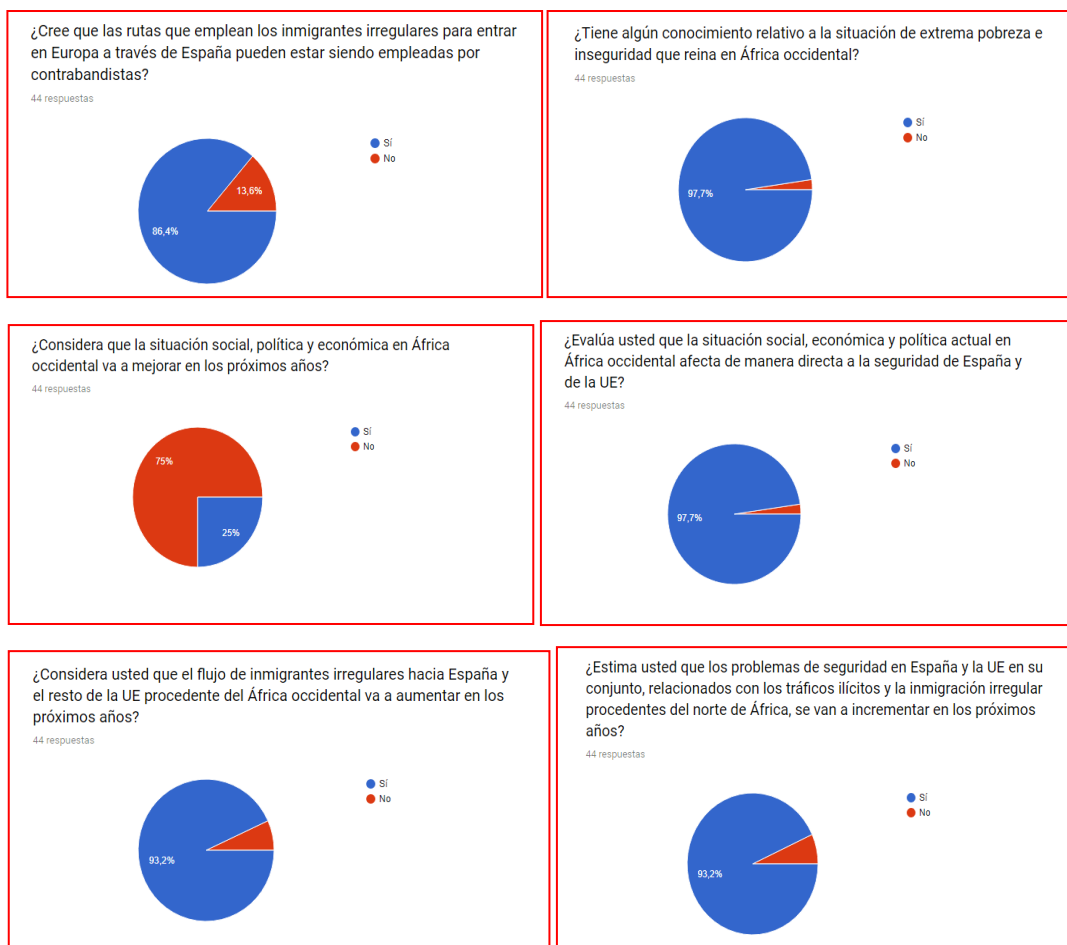 ¿Cree que las rutas que emplean los inmigrantes irregulares para entrar
en Europa a través de España pueden estar siendo empleadas por
contrabandistas?
44 respuestas
Sí
No
13,6%
86,4%
¿Tiene algún conocimiento relativo a la situación de extrema pobreza e
inseguridad que reina en África occidental?
44 respuestas
Sí
No
97,7%
¿Considera que la situación social, política y económica en África
occidental va a mejorar en los próximos años?
44 respuestas
Sí
No
75%
25%
¿Evalúa usted que la situación social, económica y política actual en
África occidental afecta de manera directa a la seguridad de España y
de la UE?
44 respuestas
Sí
No
97,7%
¿Considera usted que el flujo de inmigrantes irregulares hacia España y
el resto de la UE procedente del África occidental va a aumentar en los
próximos años?
44 respuestas
Sí
No
93,2%
¿Estima usted que los problemas de seguridad en España y la UE en su
conjunto, relacionados con los tráficos ilícitos y la inmigración irregular
procedentes del norte de África, se van a incrementar en los próximos
años?
44 respuestas
Sí
No
93,2%